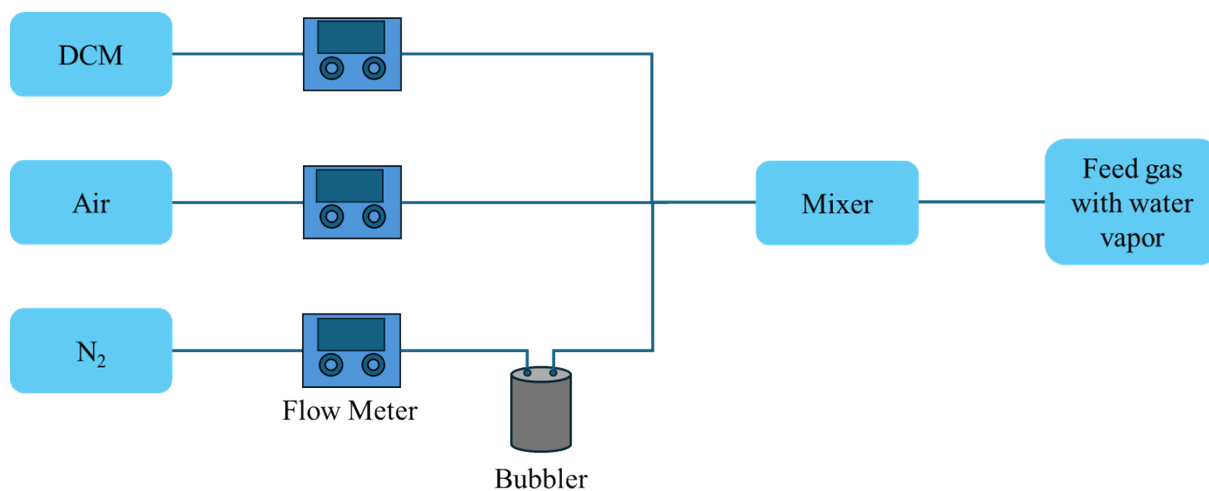 DCM
Air
N₂
Flow Meter
Bubbler
Mixer
Feed gas
with water
vapor